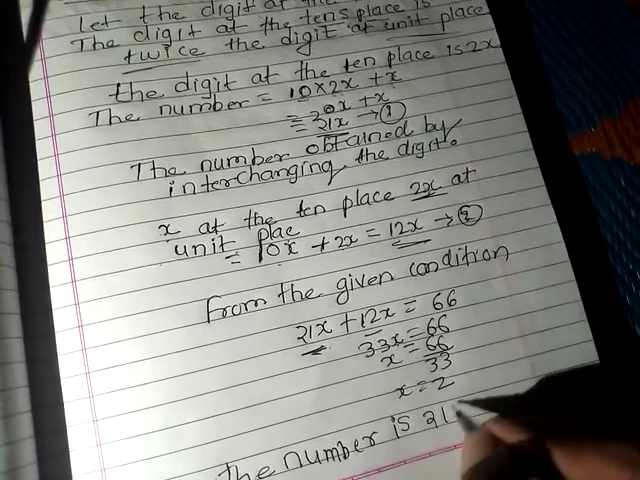 Let the digit at the
The digit at the tens place is
twice the digit at unit place
the digit at the ten place is 2x
The number = 10×2x + x
= 20x + x
= 21x → 1
The number obtained by
interchanging the digit.
x at the ten place 2x at
unit plac
= 10x + 2x = 12x → 2
From the given condition
21x + 12x = 66
33x = 66
x = 66
33
x = 2
the number is 21